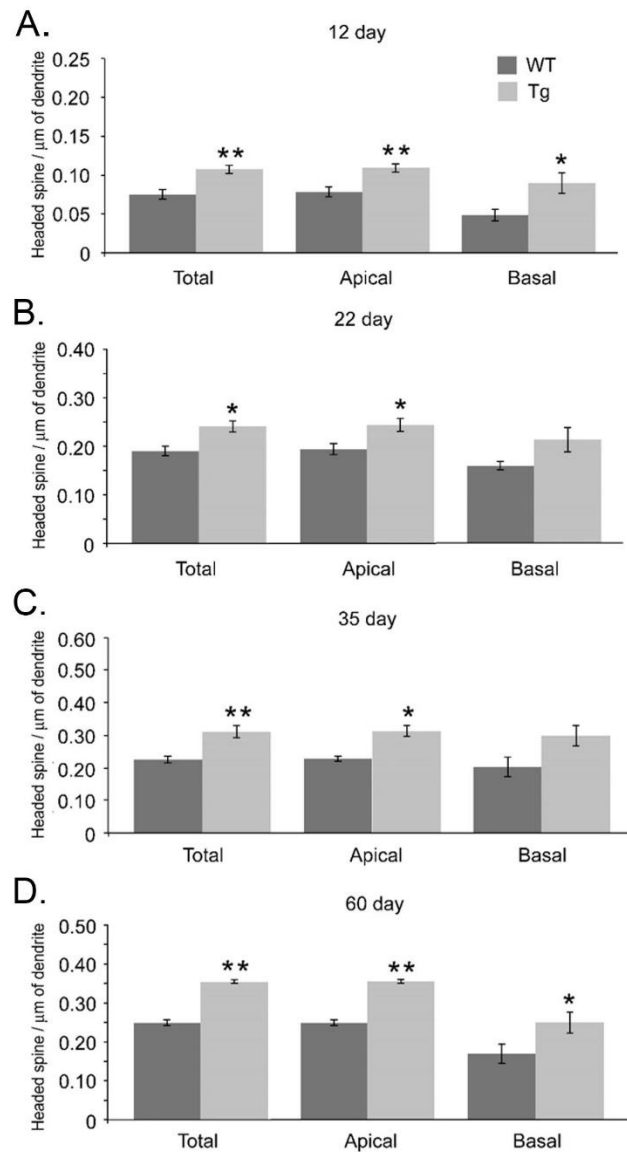 A.
12 day
Headed spine / μm of dendrite
0.25
0.20
0.15
0.10
0.05
0
WT
Tg
** ** *
Total Apical Basal
B.
22 day
Headed spine / μm of dendrite
0.40
0.30
0.20
0.10
0
* *
Total Apical Basal
C.
35 day
Headed spine / μm of dendrite
0.60
0.50
0.40
0.30
0.20
0.10
0
** *
Total Apical Basal
D.
60 day
Headed spine / μm of dendrite
0.50
0.40
0.30
0.20
0.10
0
** ** *
Total Apical Basal